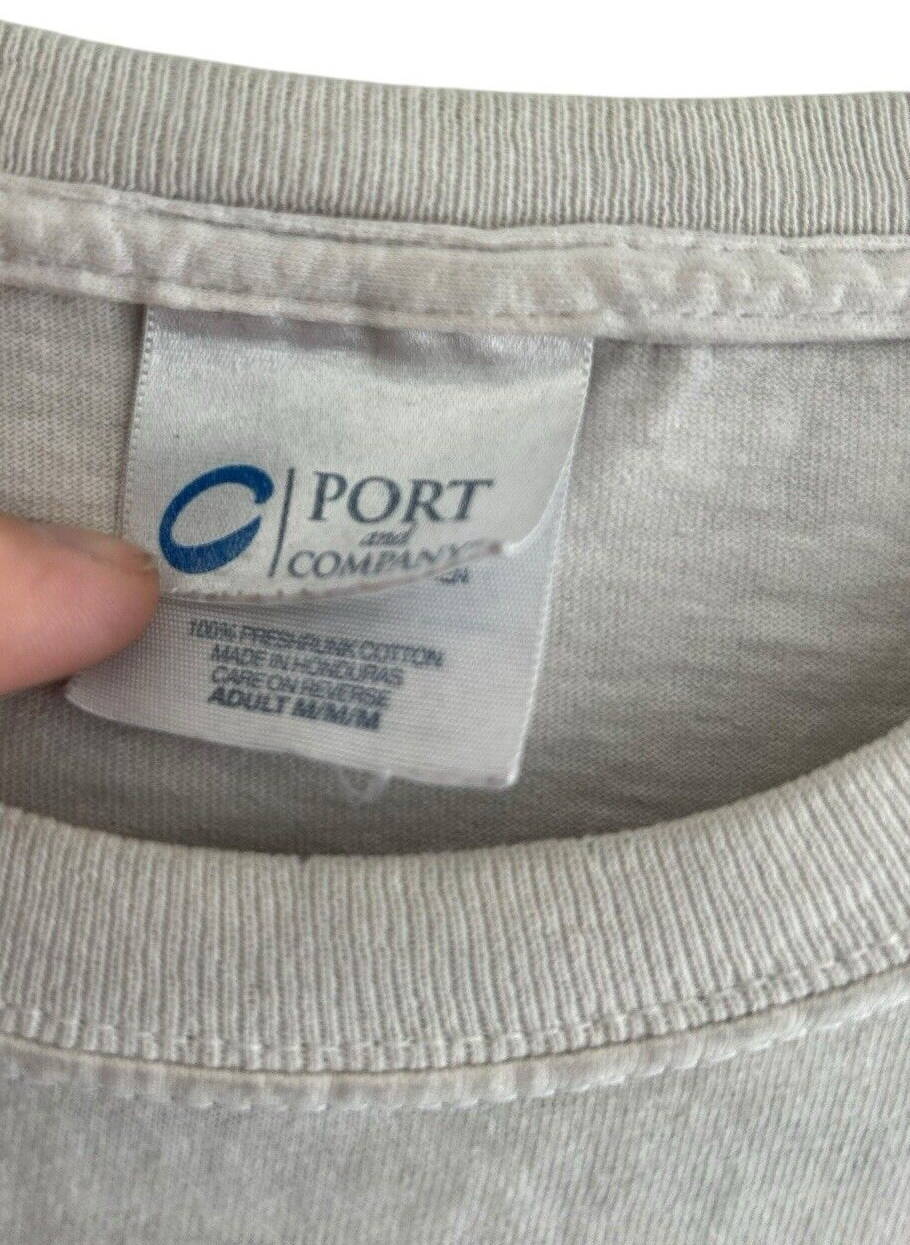 PORT
and
COMPANY
100% PRESHRUNK COTTON
MADE IN HONDURAS
CARE ON REVERSE
ADULT M/M/M